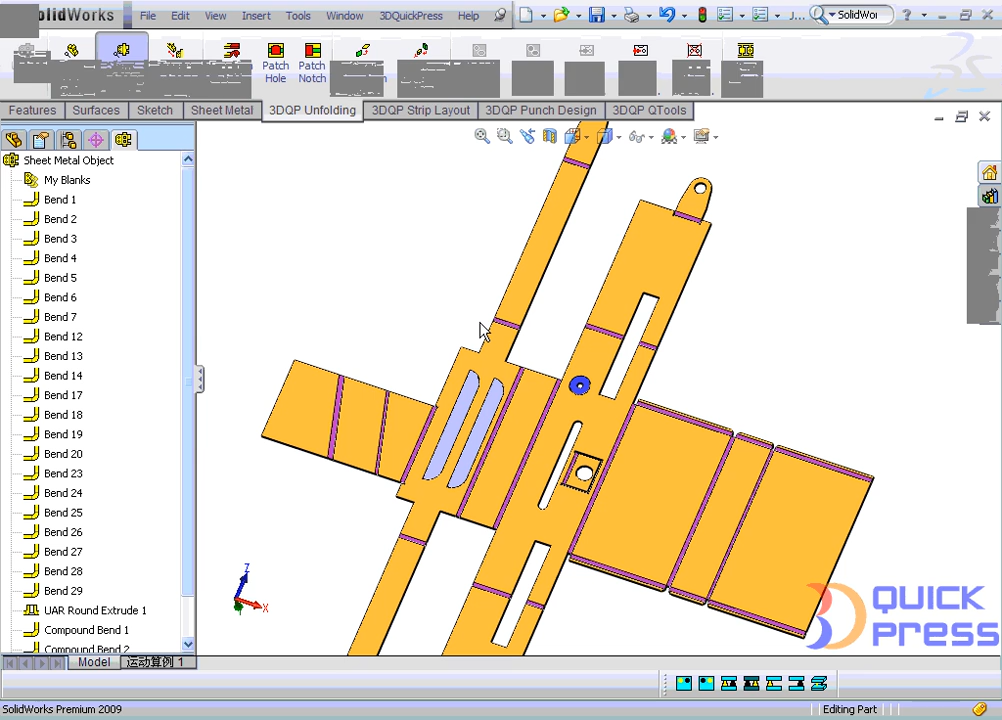 olidWorks File Edit View Insert Tools Window 3DQuickPress Help J... SolidWor
Patch Hole
Patch Notch
Features Surfaces Sketch Sheet Metal 3DQP Unfolding 3DQP Strip Layout 3DQP Punch Design 3DQP QTools
Sheet Metal Object
My Blanks
Bend 1
Bend 2
Bend 3
Bend 4
Bend 5
Bend 6
Bend 7
Bend 12
Bend 13
Bend 14
Bend 17
Bend 18
Bend 19
Bend 20
Bend 23
Bend 24
Bend 25
Bend 26
Bend 27
Bend 28
Bend 29
UAR Round Extrude 1
Compound Bend 1
Compound Bend 2
Z
X
3D QUICK PRESS
Model 运动算例 1
SolidWorks Premium 2009 Editing Part